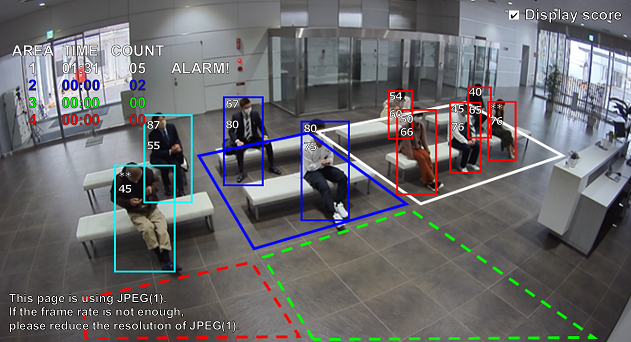 Display score
AREA TIME COUNT
1 01:31 05 ALARM!
2 00:00 02
3 00:00 00
4 00:00 00
54
40
67
60
50
45
65
**
87
80
80
66
76
76
55
75
**
45
This page is using JPEG(1).
If the frame rate is not enough,
please reduce the resolution of JPEG(1).